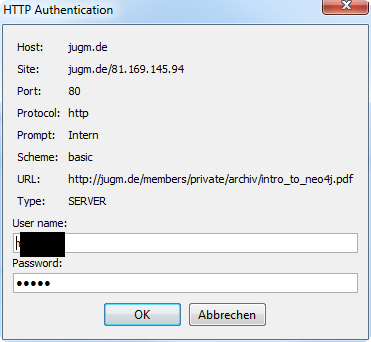 HTTP Authentication
Host: jugm.de
Site: jugm.de/81.169.145.94
Port: 80
Protocol: http
Prompt: Intern
Scheme: basic
URL: http://jugm.de/members/private/archiv/intro_to_neo4j.pdf
Type: SERVER
User name:
Password:
●●●●●
OK Abbrechen